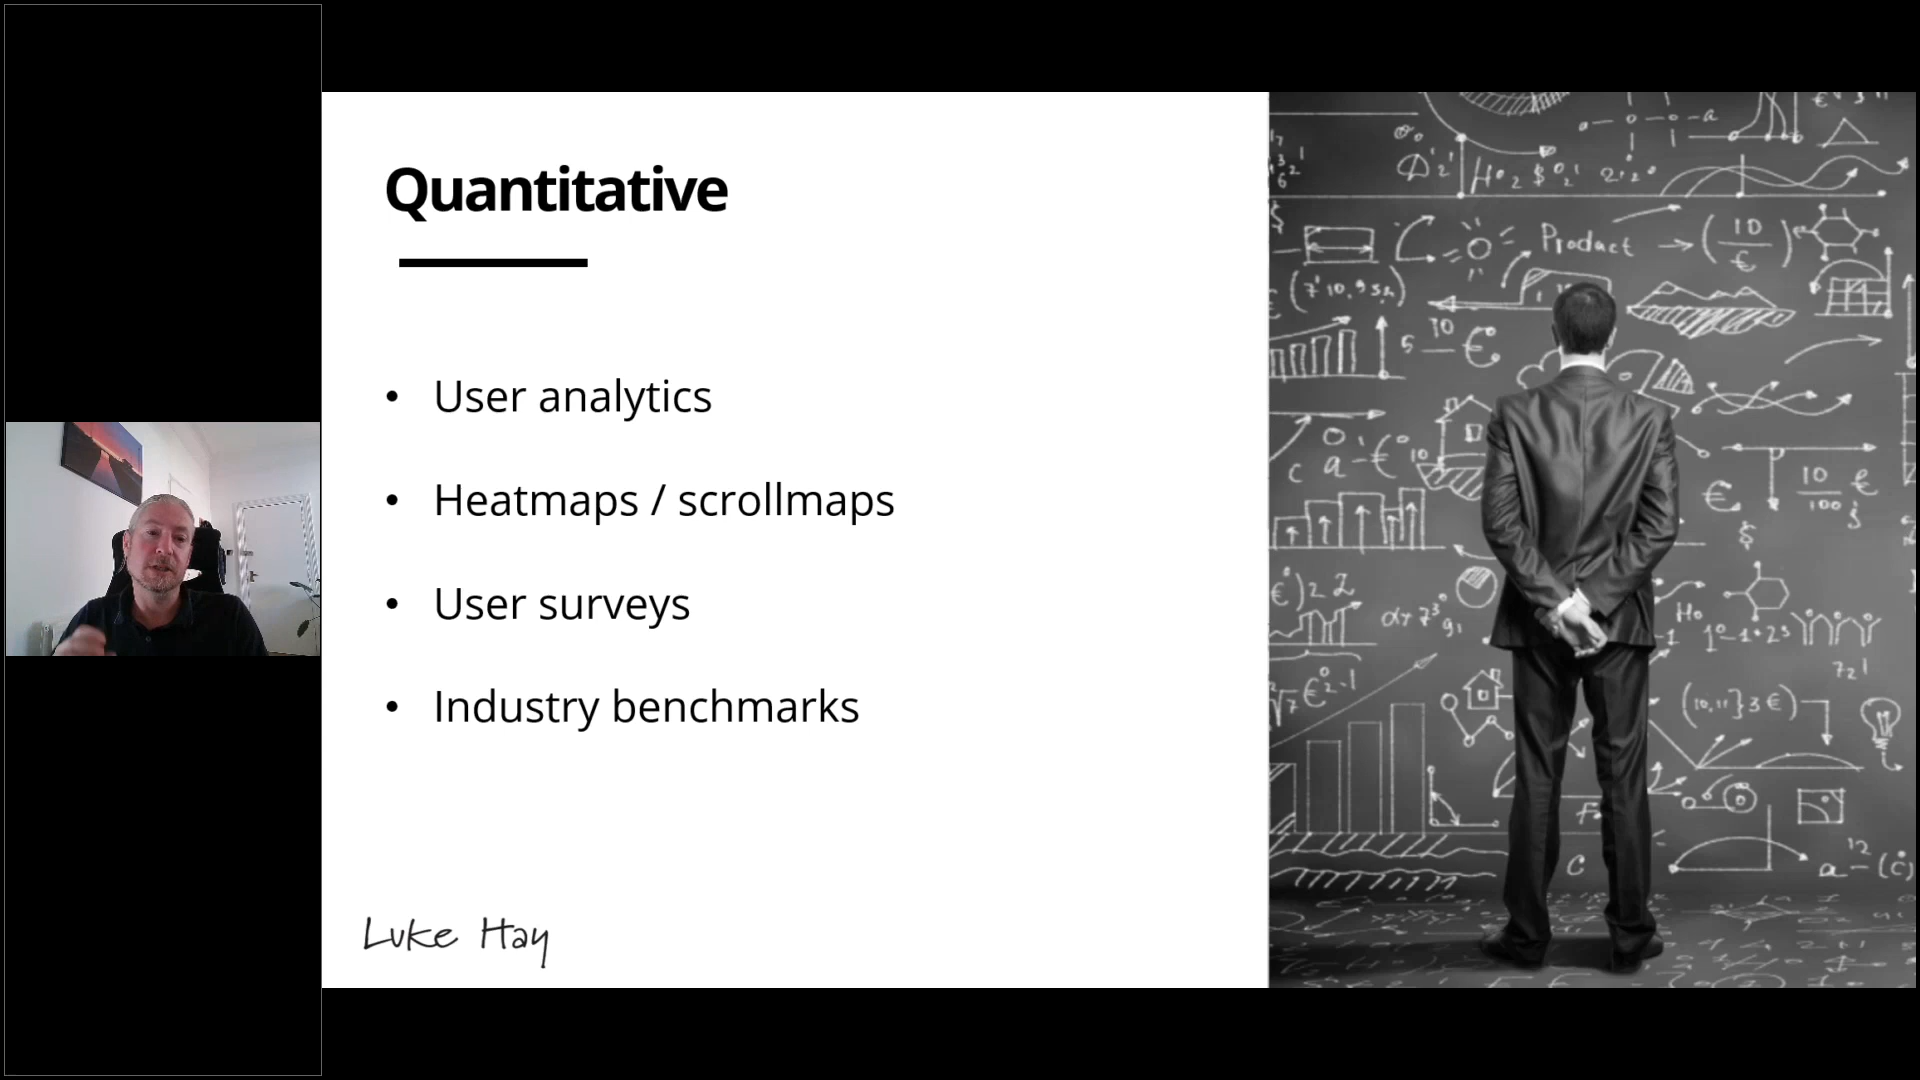 Quantitative
• User analytics
• Heatmaps / scrollmaps
• User surveys
• Industry benchmarks
Luke Hay
Product